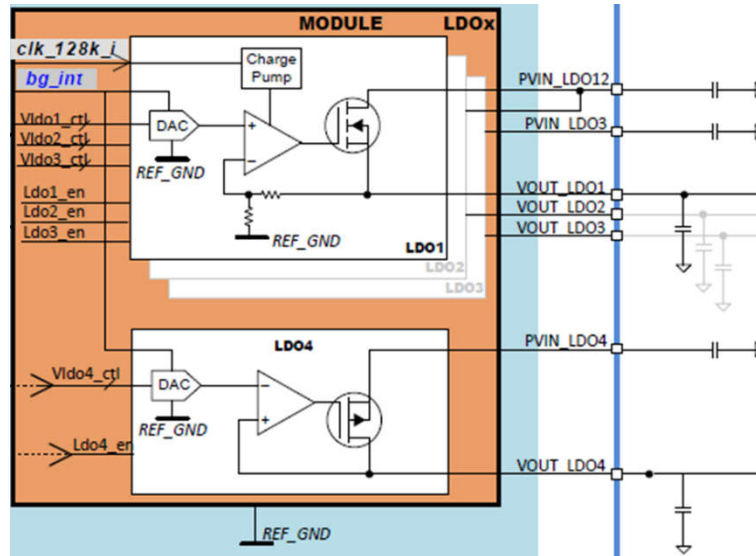 MODULE LDOx
clk_128k_i
Charge
Pump
bg_int
PVIN_LDO12
Vldo1_ctl
DAC
+
PVIN_LDO3
Vldo2_ctl
Vldo3_ctl
REF_GND
−
Ldo1_en
VOUT_LDO1
Ldo2_en
VOUT_LDO2
Ldo3_en
REF_GND
VOUT_LDO3
LDO1
LDO2
LDO3
LDO4
PVIN_LDO4
Vldo4_ctl
DAC
−
REF_GND
+
Ldo4_en
VOUT_LDO4
REF_GND